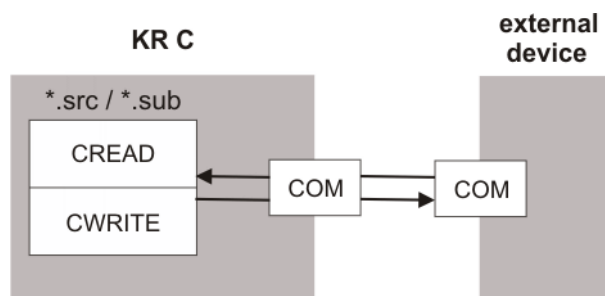 KR C
external
device
*.src / *.sub
CREAD
COM
COM
CWRITE